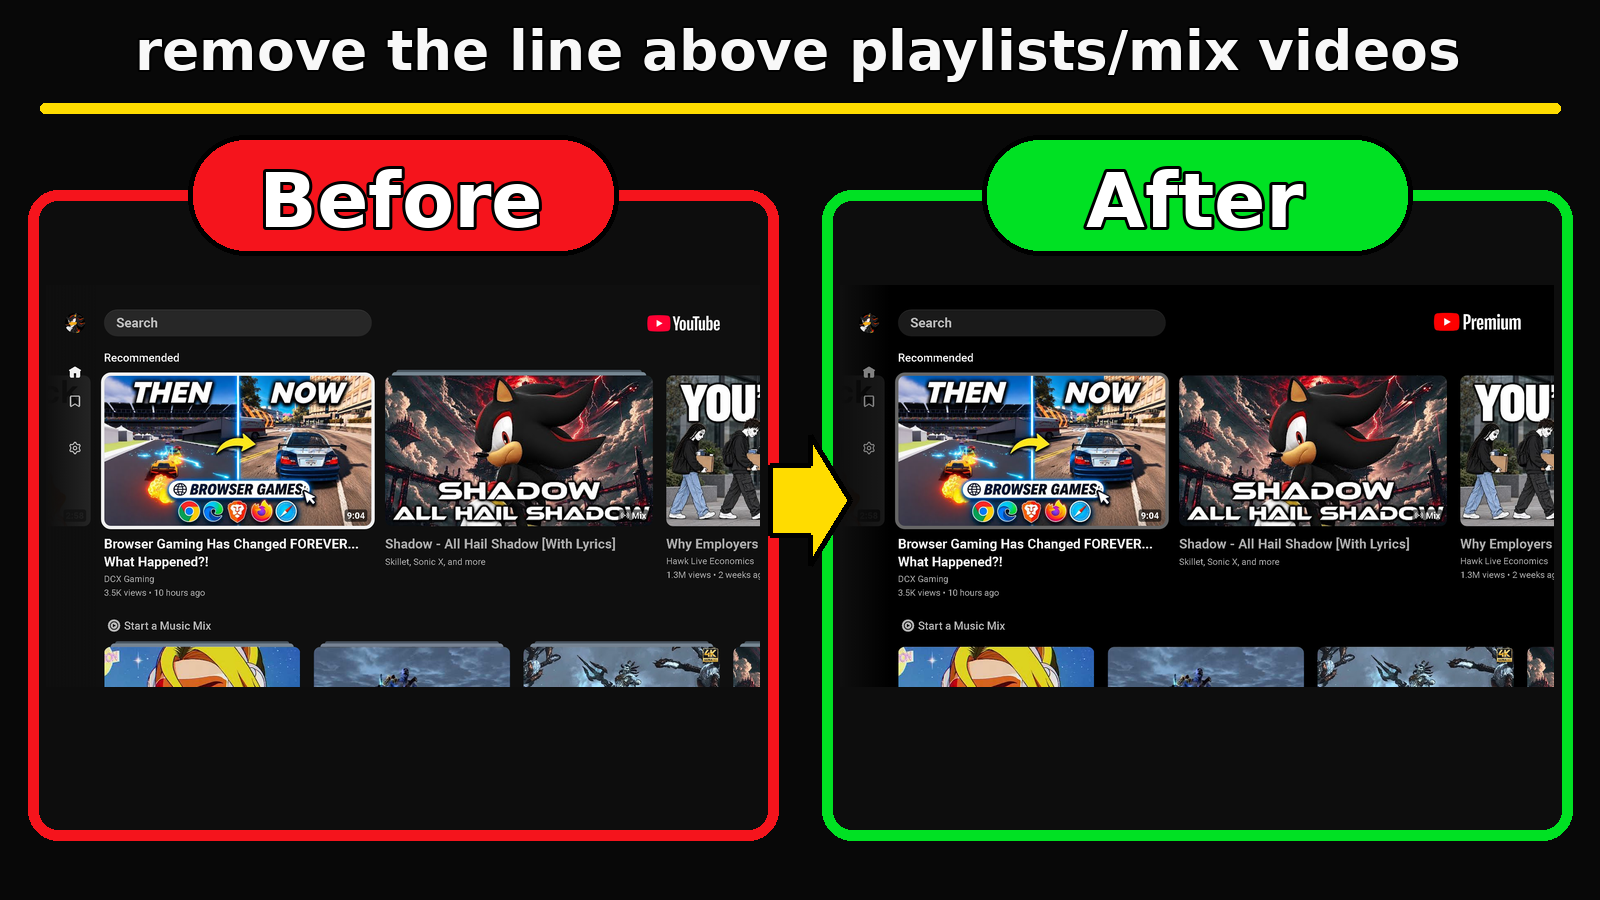 remove the line above playlists/mix videos
Before
Search
YouTube
Recommended
THEN NOW
BROWSER GAMES
9:04
SHADOW
ALL HAIL SHADOW
Mix
YOU'
Browser Gaming Has Changed FOREVER...
What Happened?!
DCX Gaming
3.5K views • 10 hours ago
Shadow - All Hail Shadow [With Lyrics]
Skillet, Sonic X, and more
Why Employers
Hawk Live Economics
1.3M views • 2 weeks ag
Start a Music Mix
4K
After
Search
Premium
Recommended
THEN NOW
BROWSER GAMES
9:04
SHADOW
ALL HAIL SHADOW
Mix
YOU'
Browser Gaming Has Changed FOREVER...
What Happened?!
DCX Gaming
3.5K views • 10 hours ago
Shadow - All Hail Shadow [With Lyrics]
Skillet, Sonic X, and more
Why Employers
Hawk Live Economics
1.3M views • 2 weeks ag
Start a Music Mix
4K